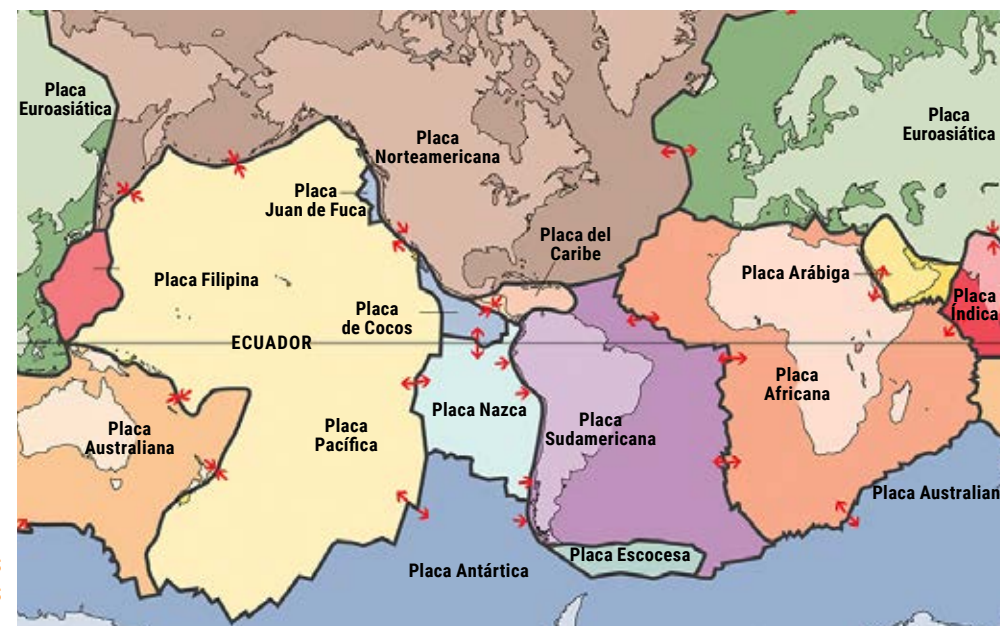 Placa
Euroasiática
Placa
Norteamericana
Placa
Euroasiática
Placa
Juan de Fuca
Placa del
Caribe
Placa Filipina
Placa Arábiga
Placa
de Cocos
Placa
Índica
ECUADOR
Placa
Africana
Placa Nazca
Placa
Australiana
Placa
Pacífica
Placa
Sudamericana
Placa Australian
Placa Escocesa
Placa Antártica